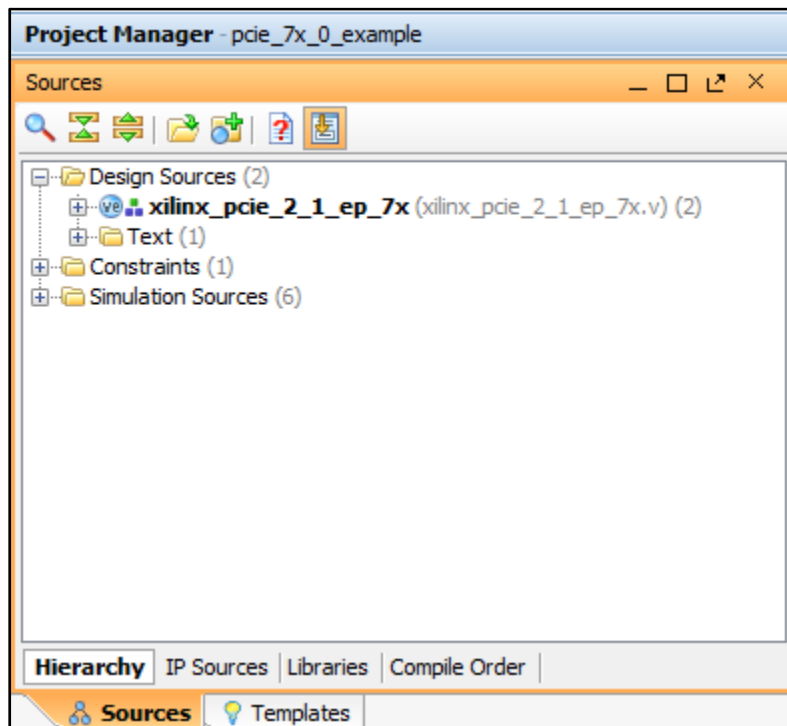 Project Manager - pcie_7x_0_example
Sources
Design Sources (2)
xilinx_pcie_2_1_ep_7x (xilinx_pcie_2_1_ep_7x.v) (2)
Text (1)
Constraints (1)
Simulation Sources (6)
Hierarchy IP Sources Libraries Compile Order
Sources Templates